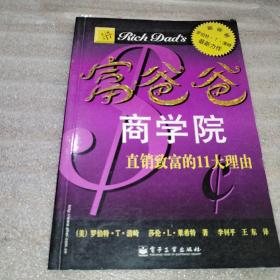 Rich Dad's
富爸爸
商学院
直销致富的11大理由
(美) 罗伯特·T·清崎 莎伦·L·莱希特 著 李钊平 王东 译
电子工业出版社